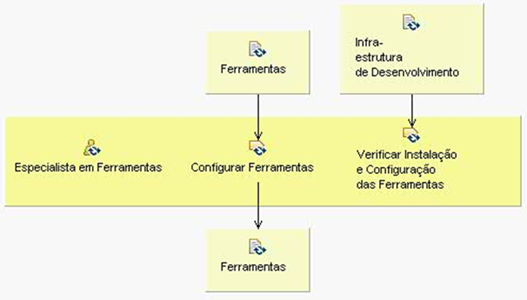 Ferramentas
Infra-
estrutura
de Desenvolvimento
Especialista em Ferramentas
Configurar Ferramentas
Verificar Instalação
e Configuração
das Ferramentas
Ferramentas